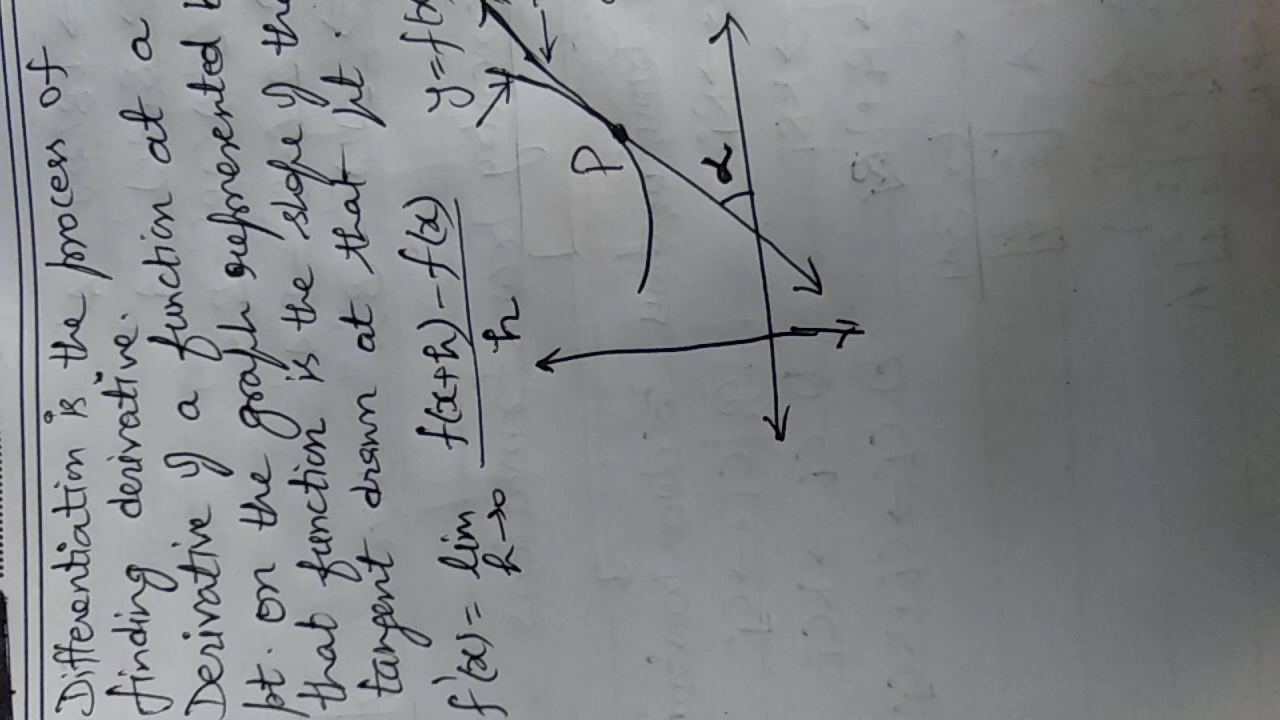 Differentiation is the process of
finding derivative.
Derivative of a function at a
pt. on the graph represented
that function is the slope of the
tangent drawn at that pt.
f'(x) = lim h→0 f(x+h) - f(x) / h
y = f(x
P
α